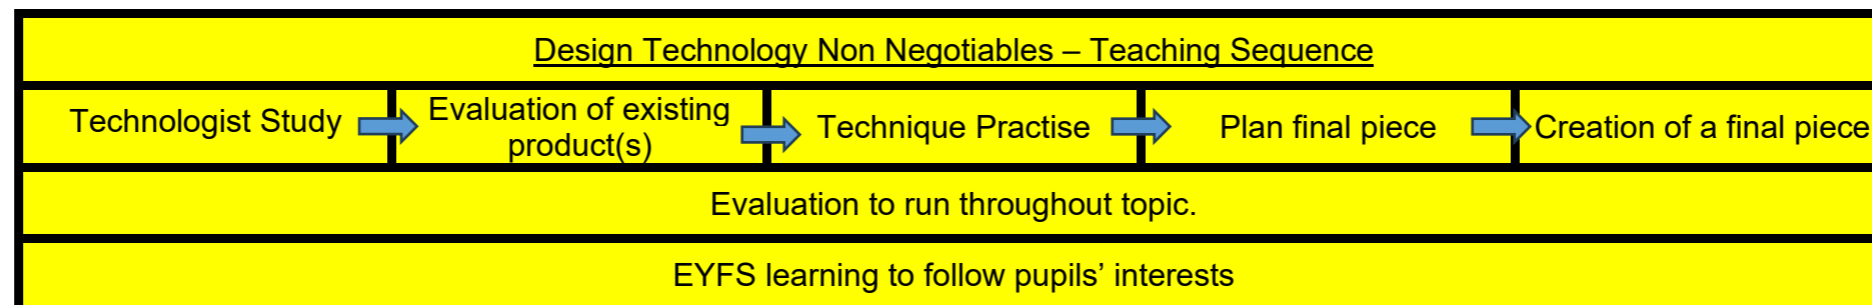 Design Technology Non Negotiables – Teaching Sequence
Technologist Study
Evaluation of existing
product(s)
Technique Practise
Plan final piece
Creation of a final piece
Evaluation to run throughout topic.
EYFS learning to follow pupils’ interests